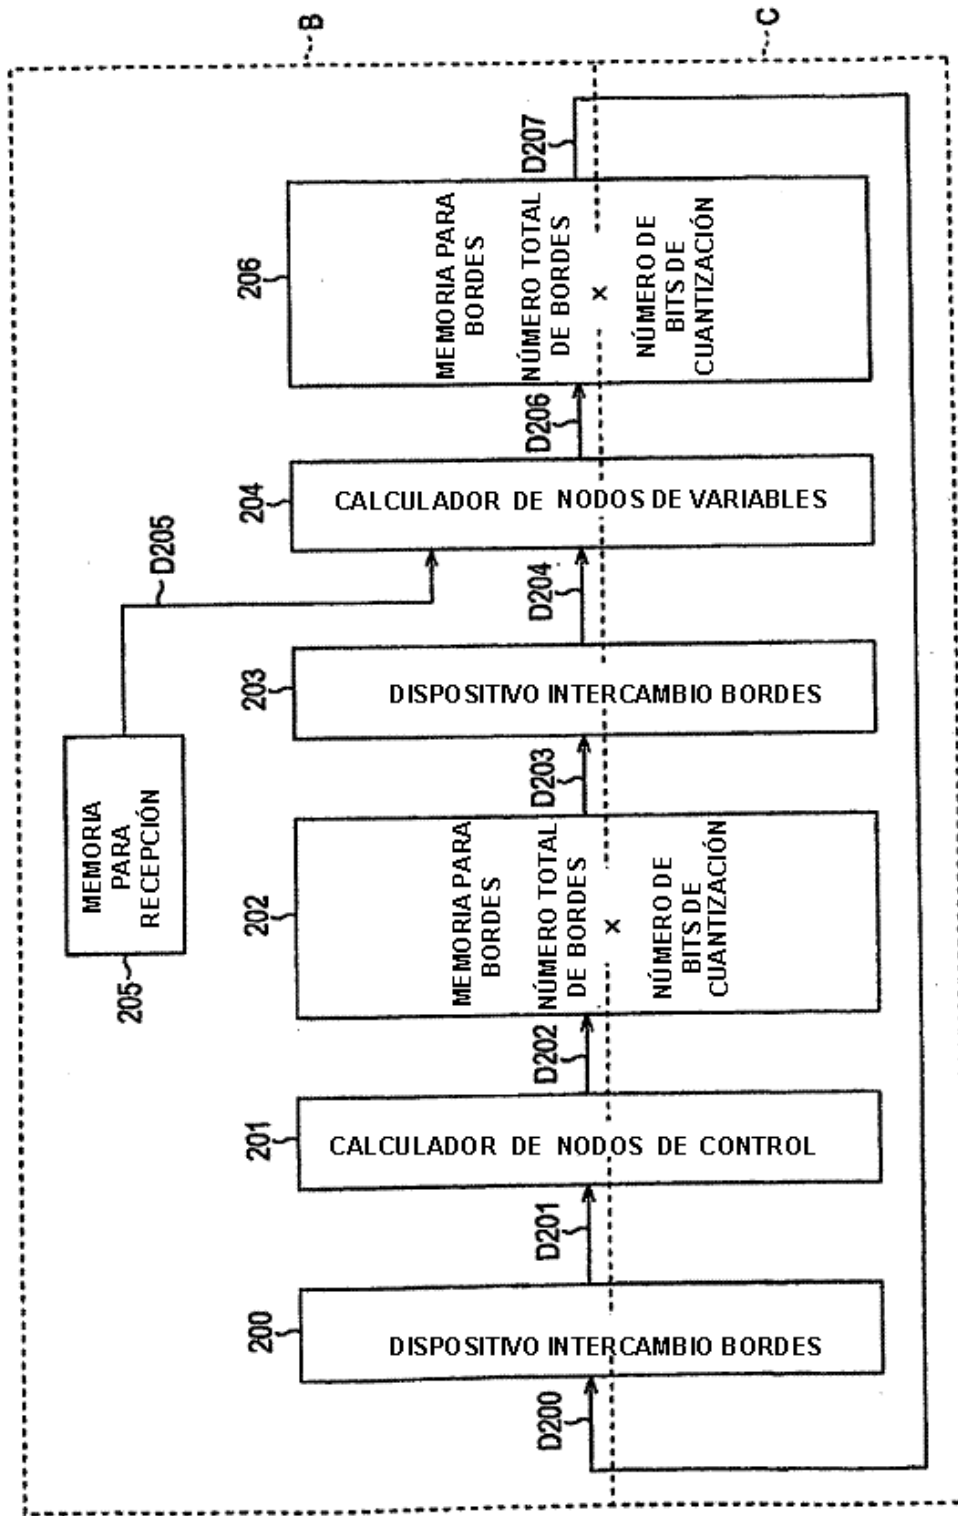 B
C
MEMORIA
PARA
RECEPCIÓN
205
D205
D200
200
DISPOSITIVO INTERCAMBIO BORDES
D201
201
CALCULADOR DE NODOS DE CONTROL
D202
202
MEMORIA PARA
BORDES
NÚMERO TOTAL
DE BORDES
×
NÚMERO DE
BITS DE
CUANTIZACIÓN
D203
203
DISPOSITIVO INTERCAMBIO BORDES
D204
204
CALCULADOR DE NODOS DE VARIABLES
D206
206
MEMORIA PARA
BORDES
NÚMERO TOTAL
DE BORDES
×
NÚMERO DE
BITS DE
CUANTIZACIÓN
D207